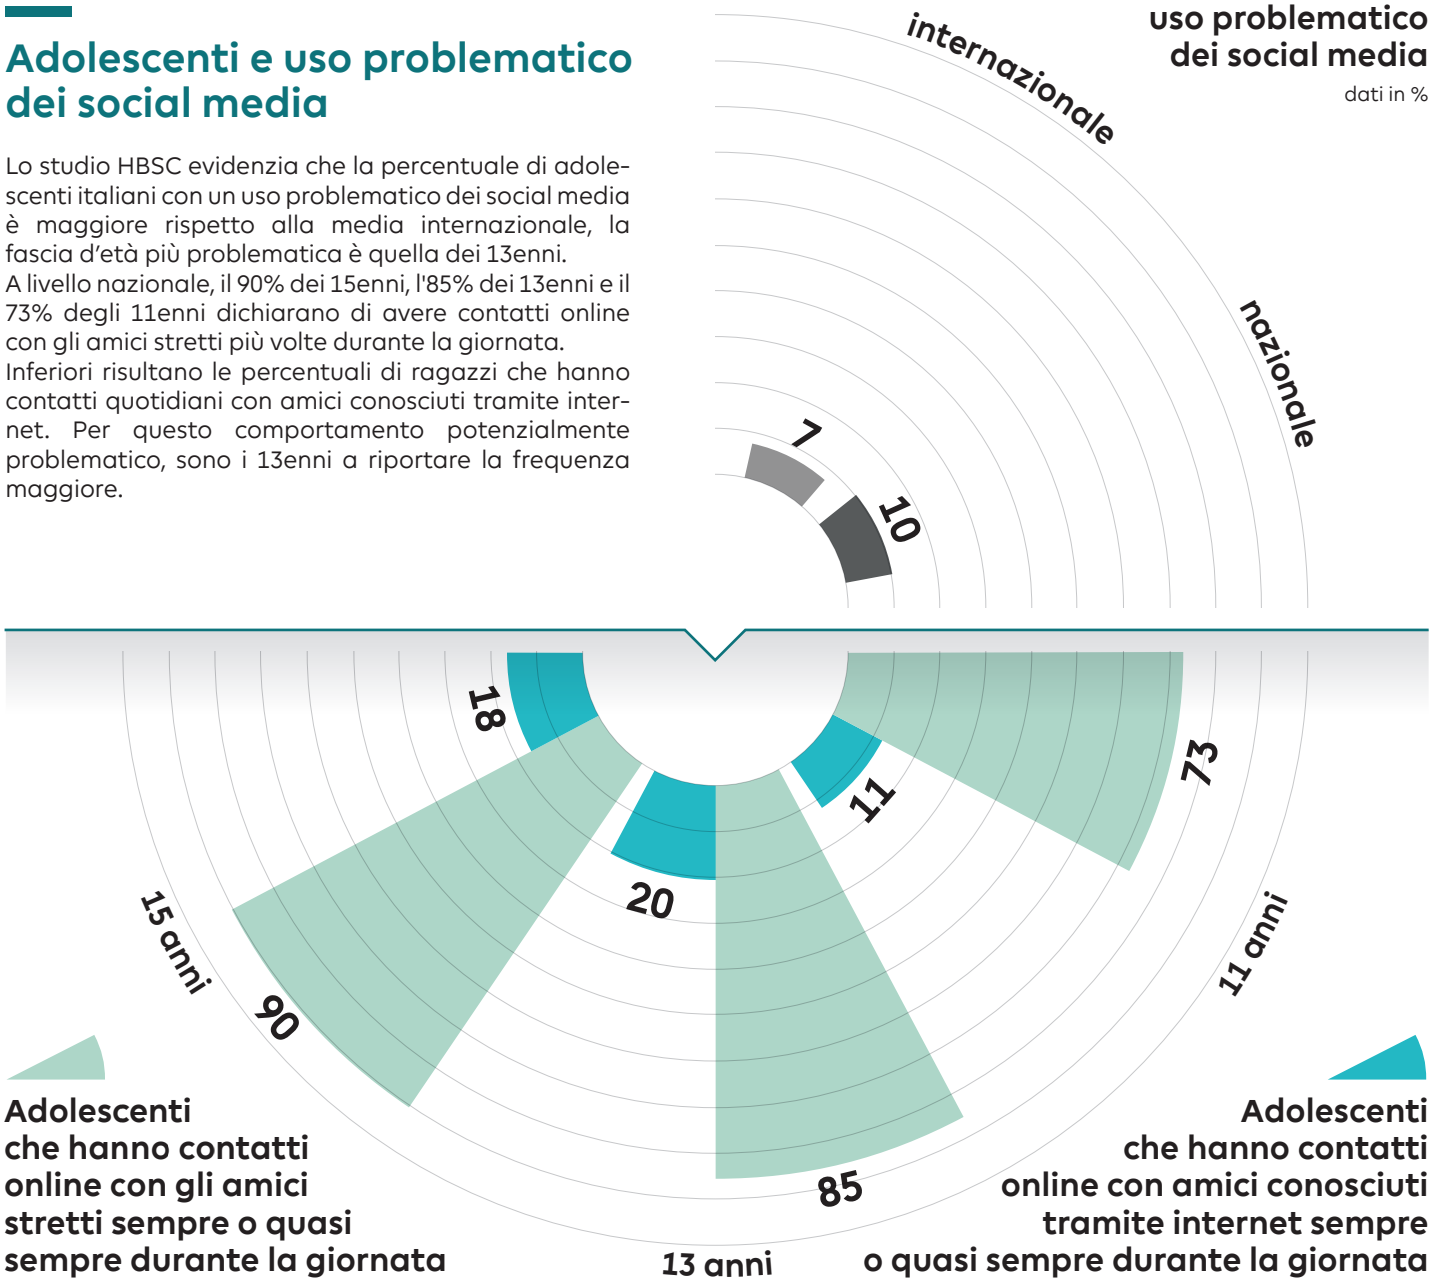 Adolescenti e uso problematico
dei social media
Lo studio HBSC evidenzia che la percentuale di adole-
scenti italiani con un uso problematico dei social media
è maggiore rispetto alla media internazionale, la
fascia d’età più problematica è quella dei 13enni.
A livello nazionale, il 90% dei 15enni, l'85% dei 13enni e il
73% degli 11enni dichiarano di avere contatti online
con gli amici stretti più volte durante la giornata.
Inferiori risultano le percentuali di ragazzi che hanno
contatti quotidiani con amici conosciuti tramite inter-
net. Per questo comportamento potenzialmente
problematico, sono i 13enni a riportare la frequenza
maggiore.
uso problematico
dei social media
dati in %
internazionale
nazionale
7
10
18
73
11
20
15 anni
90
11 anni
85
13 anni
Adolescenti
che hanno contatti
online con gli amici
stretti sempre o quasi
sempre durante la giornata
Adolescenti
che hanno contatti
online con amici conosciuti
tramite internet sempre
o quasi sempre durante la giornata